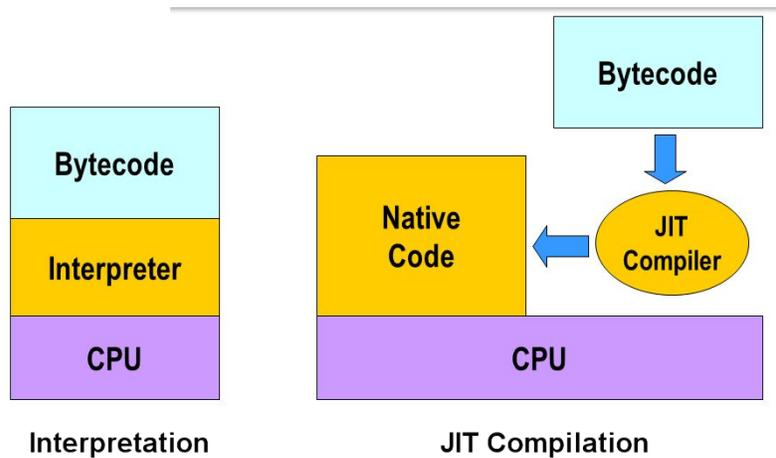 Bytecode
Interpreter
CPU
Interpretation
Bytecode
JIT
Compiler
Native
Code
CPU
JIT Compilation